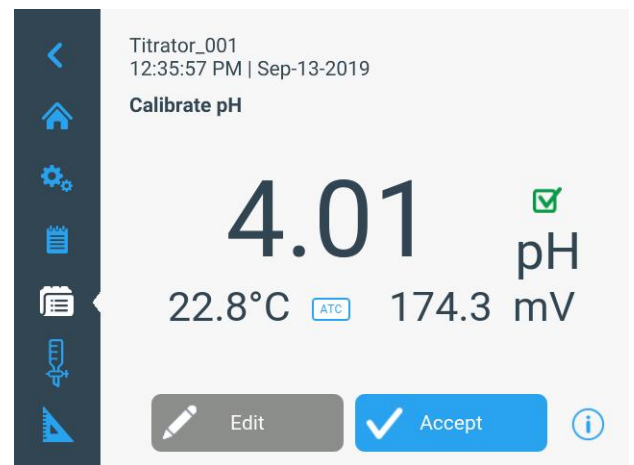 Titrator_001
12:35:57 PM | Sep-13-2019
Calibrate pH
4.01 pH
22.8°C ATC 174.3 mV
Edit Accept i